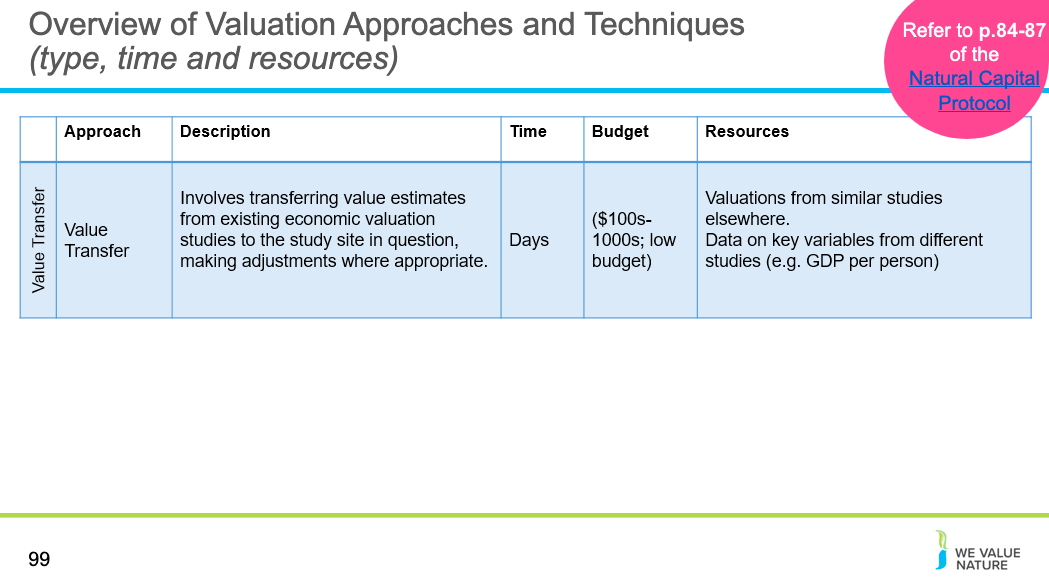 Overview of Valuation Approaches and Techniques
(type, time and resources)
Refer to p.84-87
of the
Natural Capital
Protocol
Approach
Description
Time
Budget
Resources
Value Transfer
Value
Transfer
Involves transferring value estimates
from existing economic valuation
studies to the study site in question,
making adjustments where appropriate.
Days
($100s-
1000s; low
budget)
Valuations from similar studies
elsewhere.
Data on key variables from different
studies (e.g. GDP per person)
99
WE VALUE
NATURE